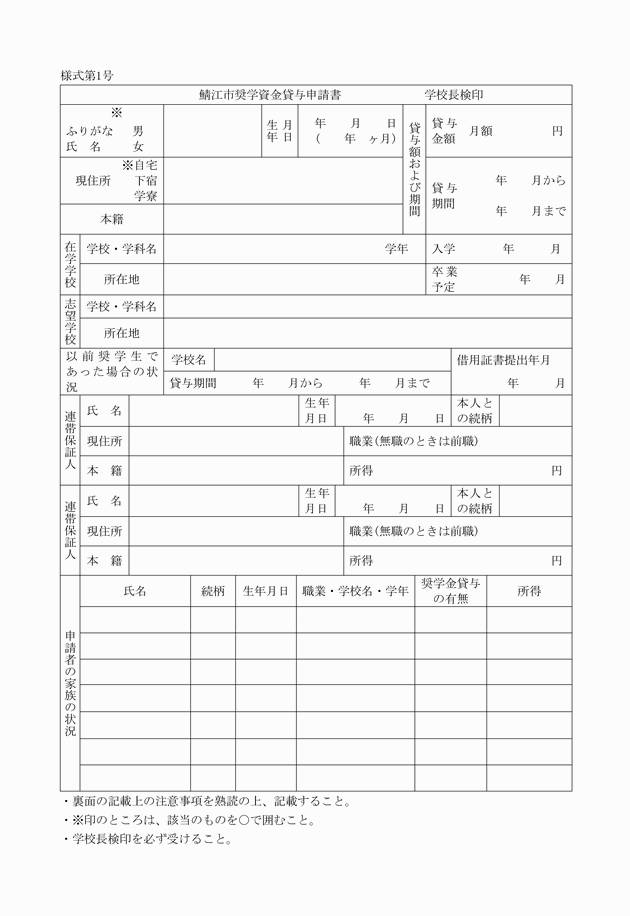 様式第1号
鯖江市奨学資金貸与申請書 学校長検印
※
ふりがな 男
氏 名 女
生 月
年 日
年 月 日
( 年 ヶ月)
貸与額および期間
貸 与
金額
月額 円
※自宅
現住所 下宿
学寮
貸 与
期間
年 月から
年 月まで
本籍
在学学校
学校・学科名
学年
入学 年 月
所在地
卒 業
予定
年 月
志望学校
学校・学科名
所在地
以前奨学生で
あった場合の状
況
学校名
借用証書提出年月
貸与期間 年 月から 年 月まで
年 月
連帯保証人
氏 名
生年
月日
年 月 日
本人と
の続柄
現住所
職業(無職のときは前職)
本 籍
所得 円
連帯保証人
氏 名
生年
月日
年 月 日
本人と
の続柄
現住所
職業(無職のときは前職)
本 籍
所得 円
申請者の家族の状況
氏名
続柄
生年月日
職業・学校名・学年
奨学金貸与
の有無
所得
・裏面の記載上の注意事項を熟読の上、記載すること。
・※印のところは、該当のものを○で囲むこと。
・学校長検印を必ず受けること。